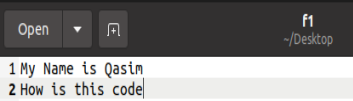 Open
f1
~/Desktop
1 My Name is Qasim
2 How is this code